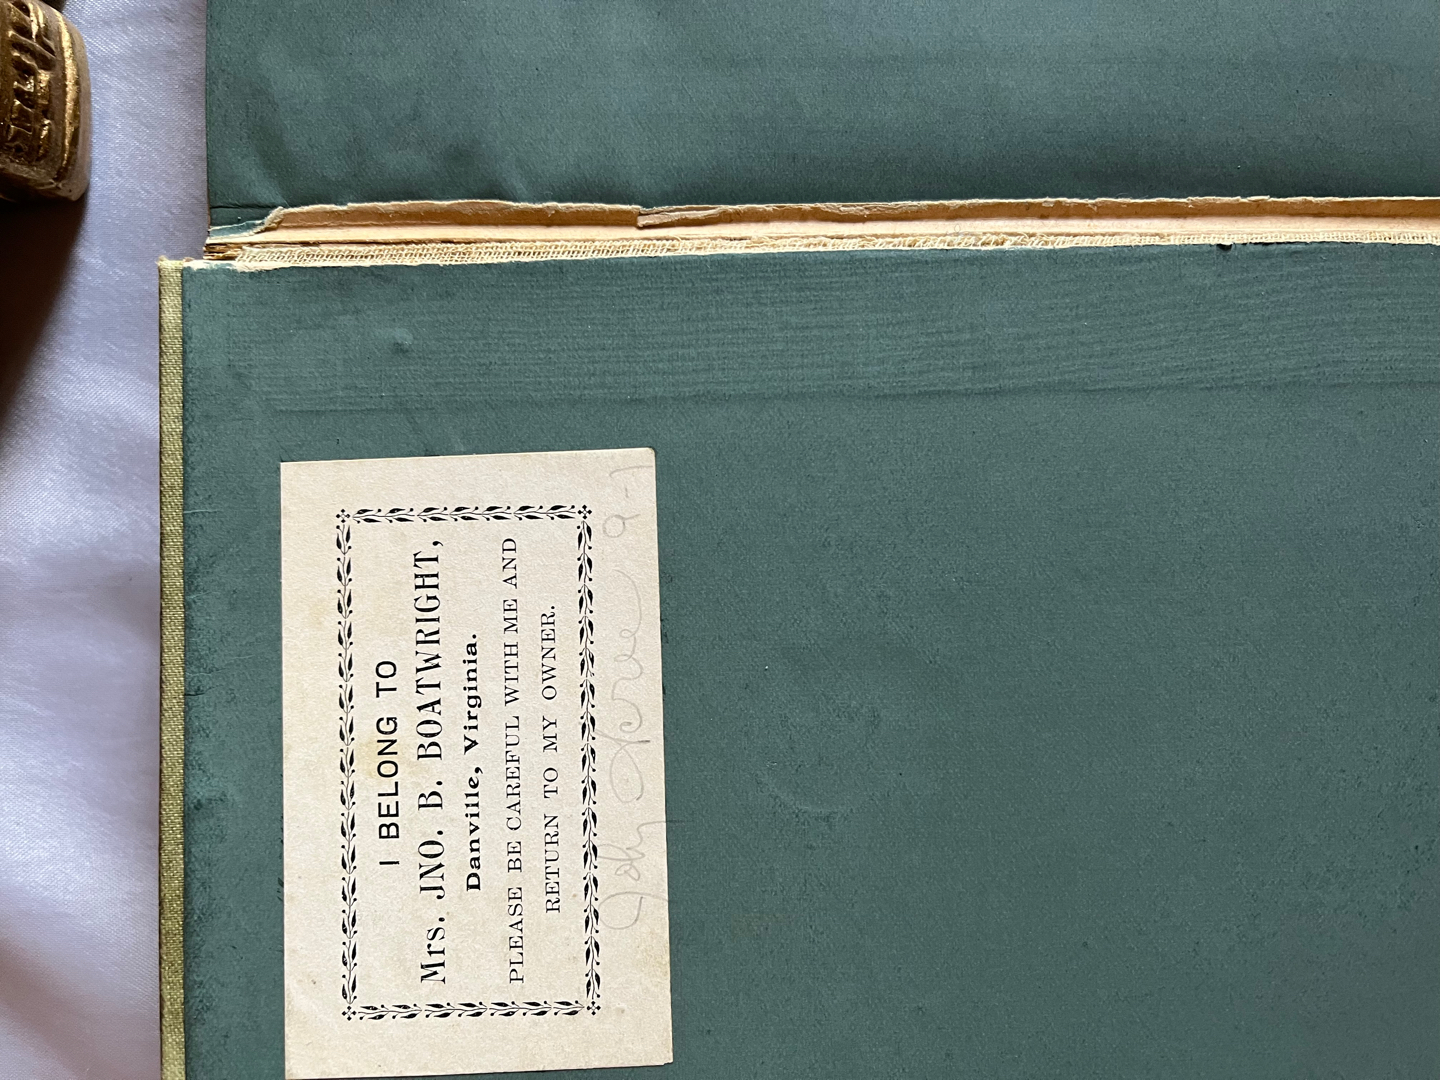 I BELONG TO
Mrs. JNO. B. BOATWRIGHT,
Danville, Virginia.
PLEASE BE CAREFUL WITH ME AND
RETURN TO MY OWNER.